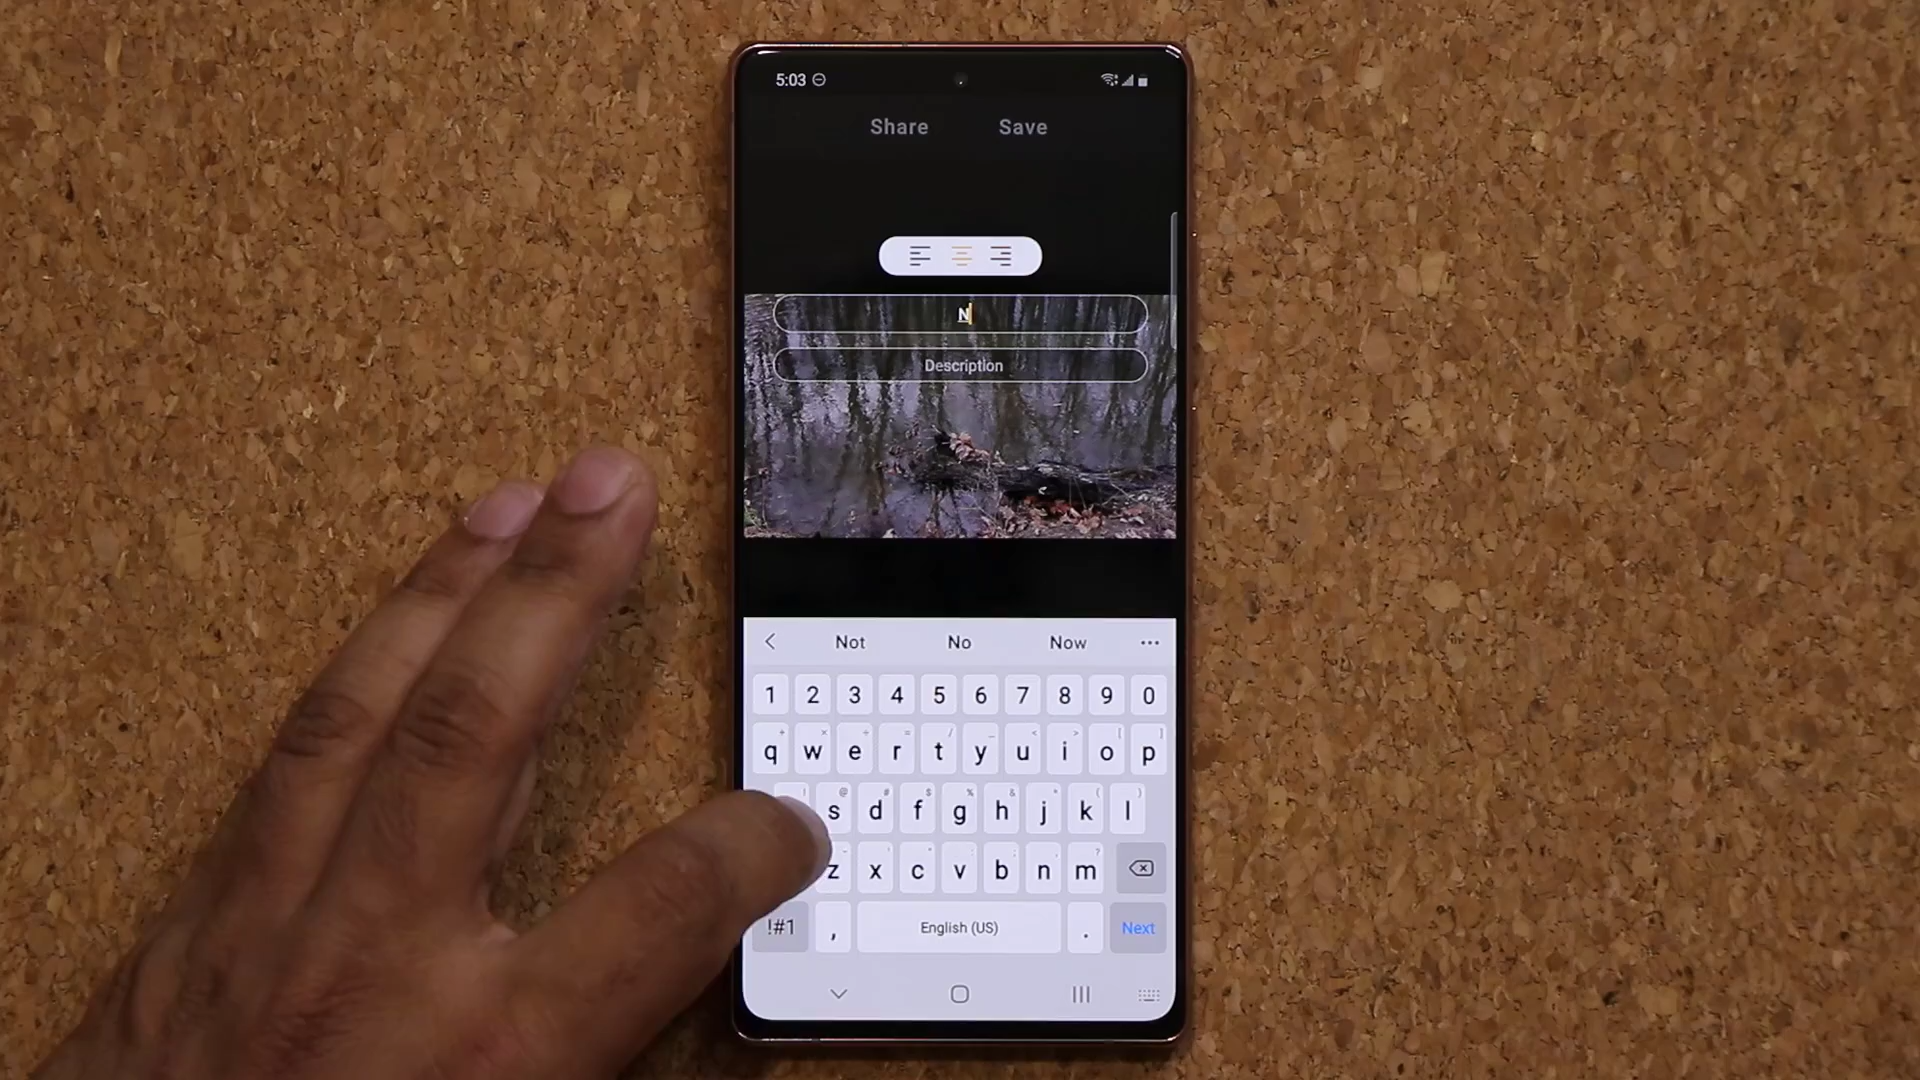 5:03
Share Save
N
Description
Not No Now
1 2 3 4 5 6 7 8 9 0
q w e r t y u i o p
s d f g h j k l
z x c v b n m
!#1 , English (US) . Next